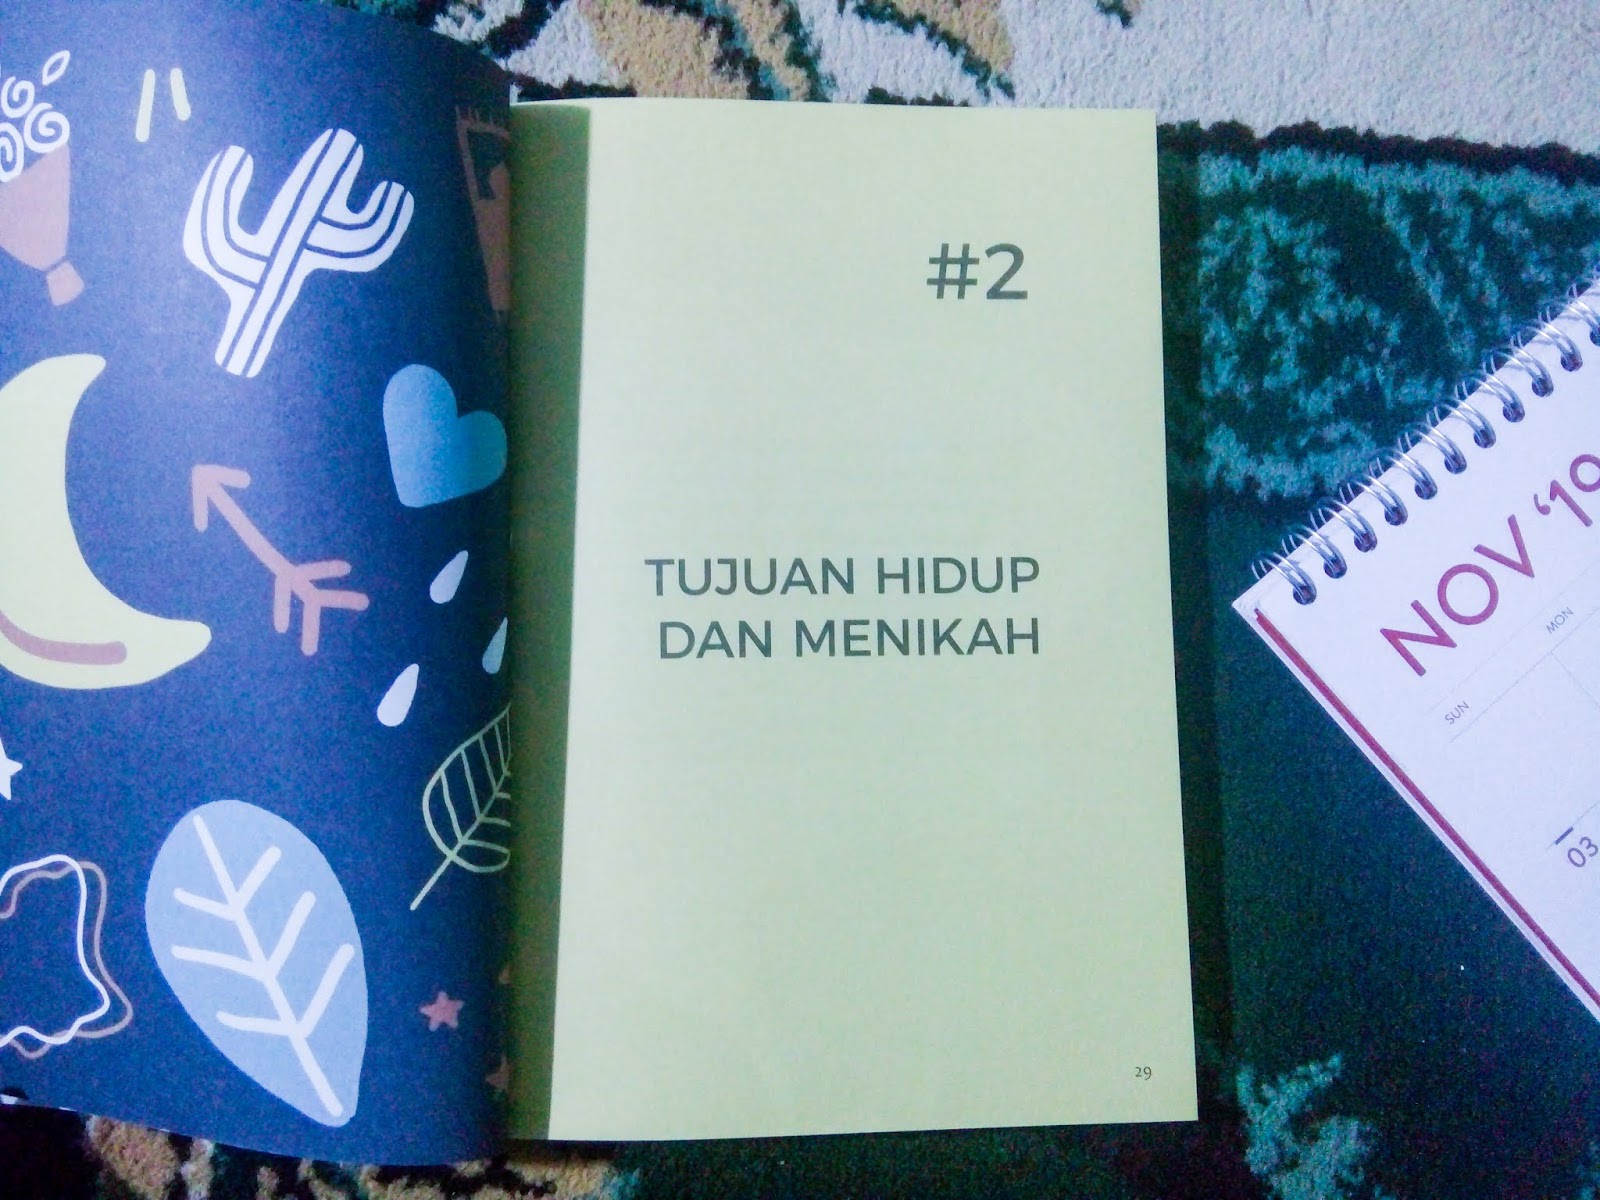 #2
TUJUAN HIDUP
DAN MENIKAH
29
NOV '19
SUN
MON
03